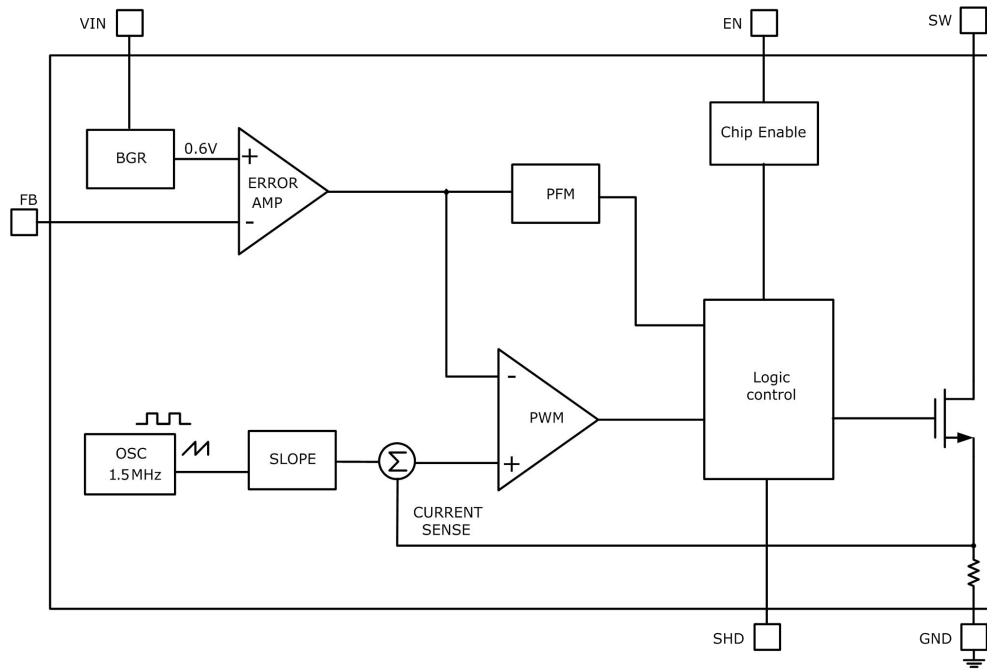 VIN
EN
SW
BGR
0.6V
+
ERROR
AMP
-
FB
PFM
Chip Enable
Logic
control
-
PWM
+
OSC
1.5MHz
SLOPE
Σ
CURRENT
SENSE
SHD
GND